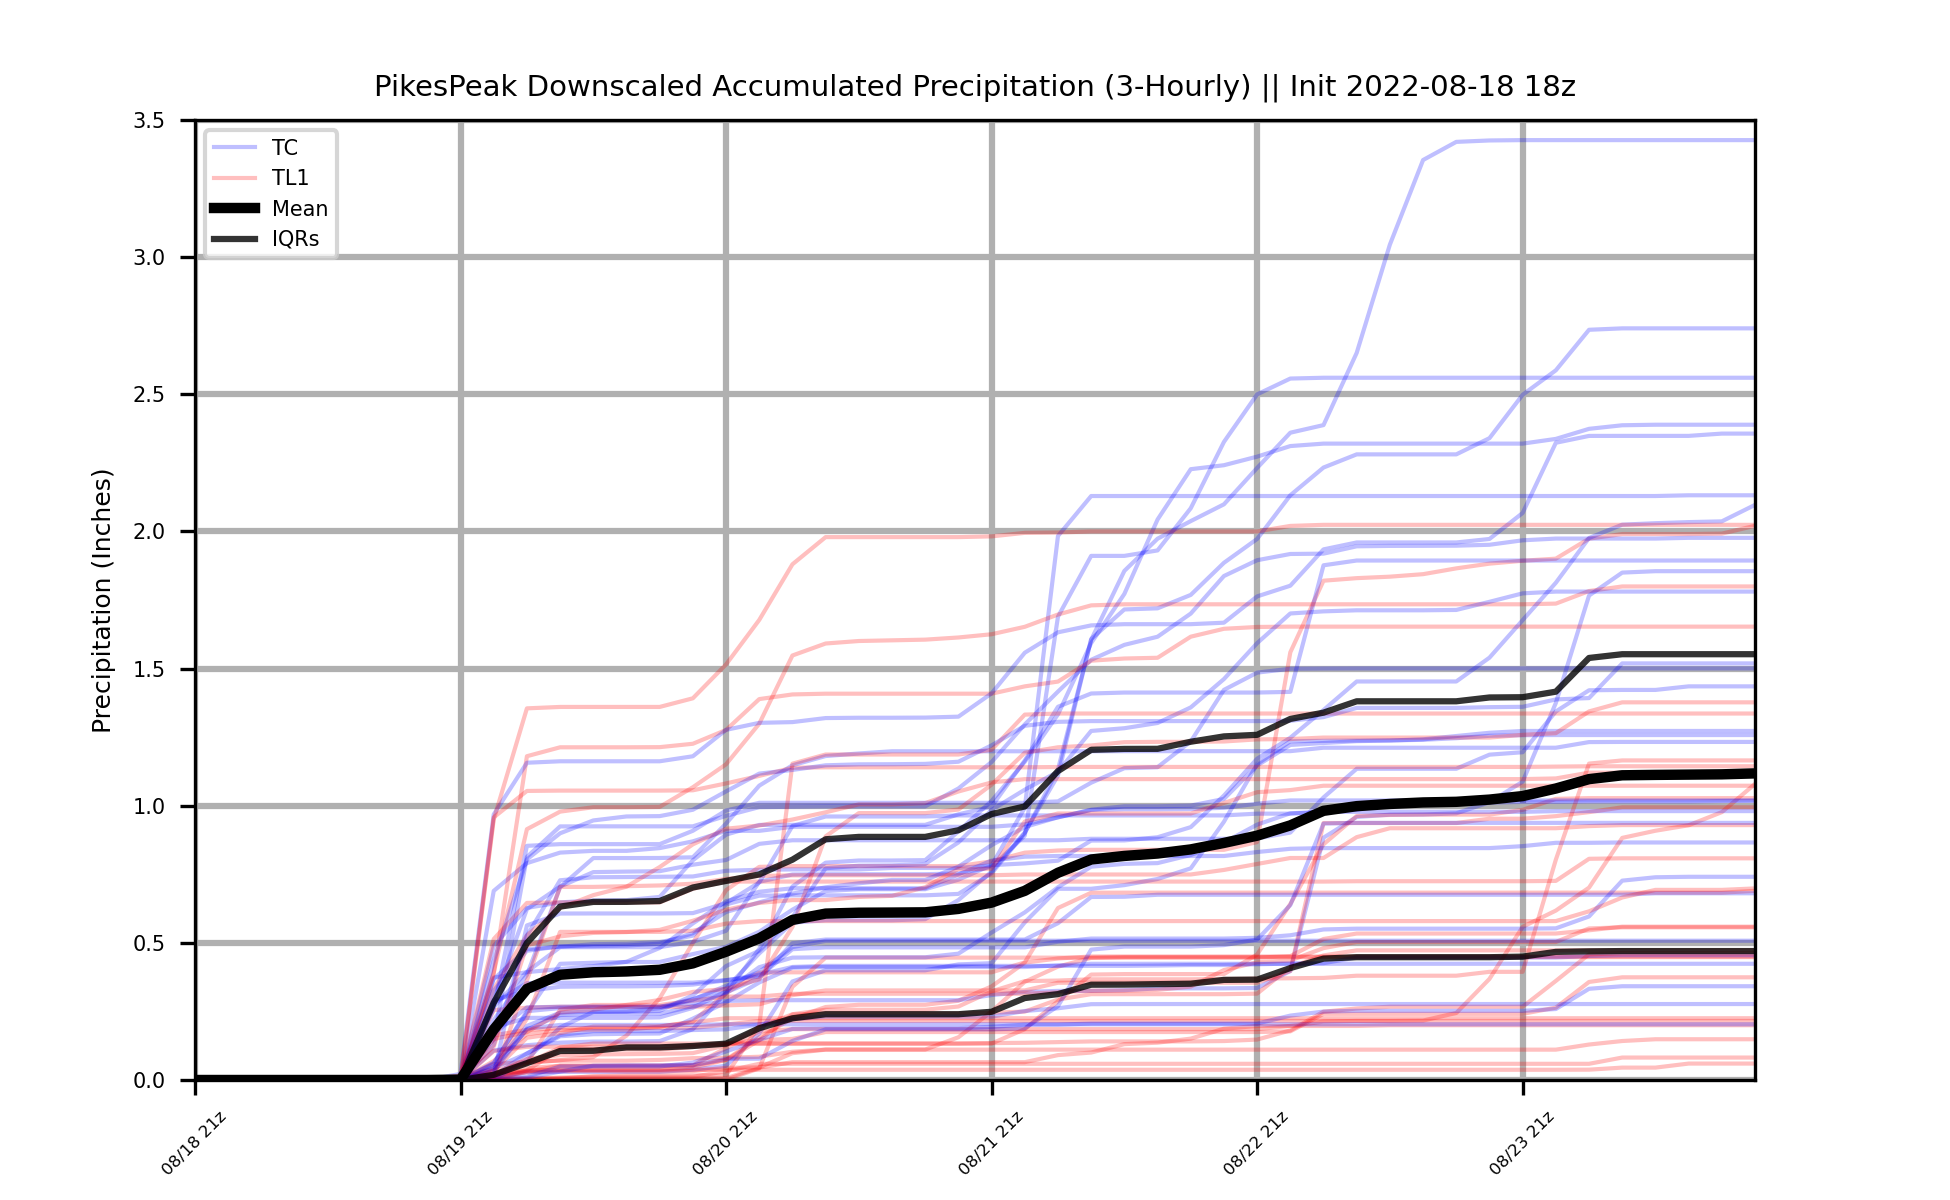 PikesPeak Downscaled Accumulated Precipitation (3-Hourly) || Init 2022-08-18 18z
3.5
3.0
2.5
2.0
1.5
1.0
0.5
0.0
Precipitation (Inches)
TC
TL1
Mean
IQRs
08/18 21z
08/19 21z
08/20 21z
08/21 21z
08/22 21z
08/23 21z